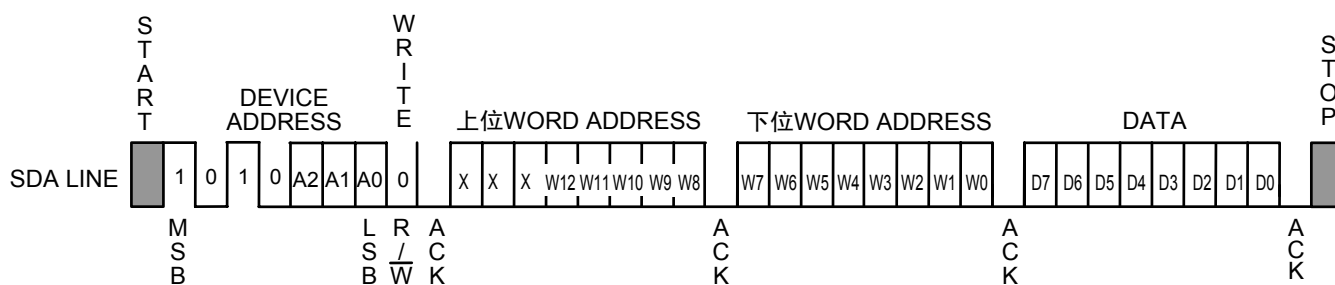 START
WRITE
STOP
DEVICE
ADDRESS
上位WORD ADDRESS
下位WORD ADDRESS
DATA
SDA LINE
1 0 1 0 A2 A1 A0 0
X X X W12 W11 W10 W9 W8
W7 W6 W5 W4 W3 W2 W1 W0
D7 D6 D5 D4 D3 D2 D1 D0
MSB
LSB
R/W
ACK
ACK
ACK
ACK